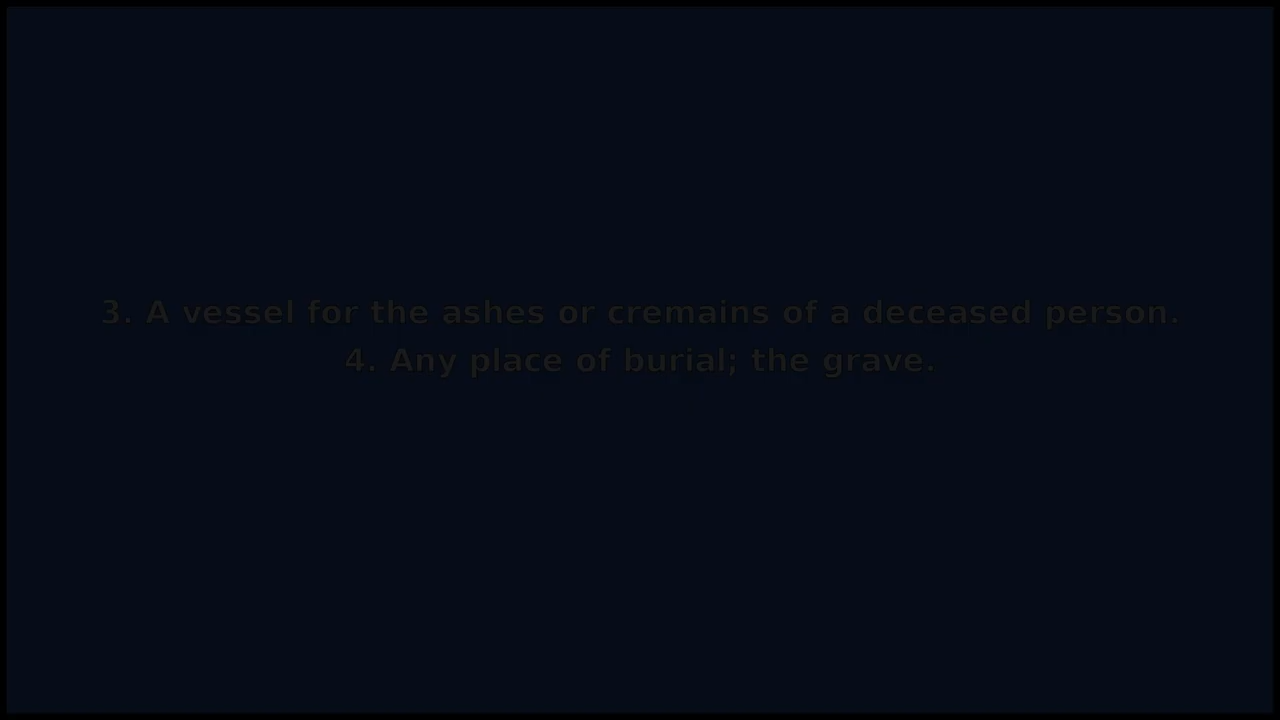 3. A vessel for the ashes or cremains of a deceased person.
4. Any place of burial; the grave.